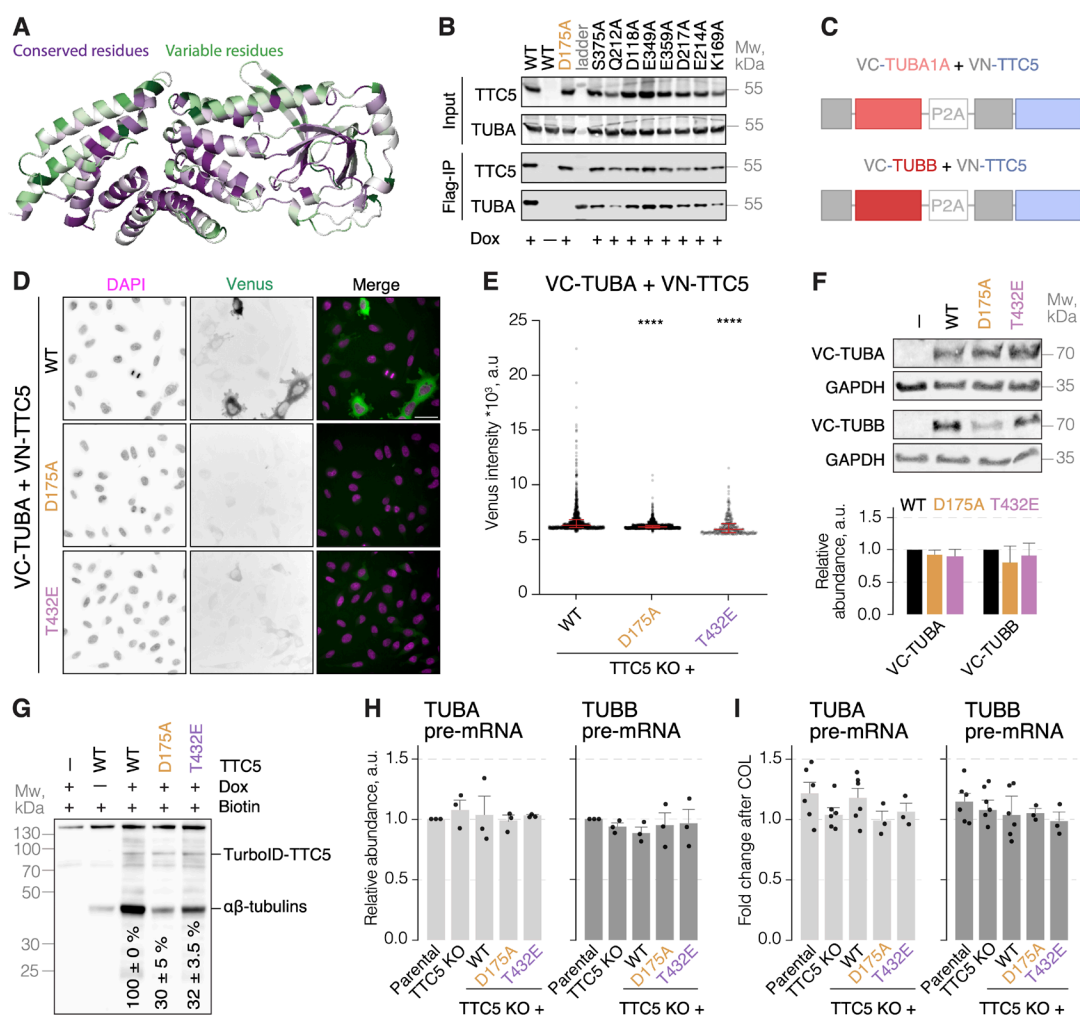 A
Conserved residues Variable residues
B
WT
WT
D175A
ladder
S375A
Q212A
D118A
E349A
E359A
D217A
E214A
K169A
Mw,
kDa
Input
TTC5
55
TUBA
55
Flag-IP
TTC5
55
TUBA
55
Dox + – + + + + + + + + +
C
VC-TUBA1A + VN-TTC5
P2A
VC-TUBB + VN-TTC5
P2A
D
DAPI Venus Merge
VC-TUBA + VN-TTC5
WT
D175A
T432E
E
VC-TUBA + VN-TTC5
Venus intensity *10³, a.u
25
20
15
10
5
0
**** ****
WT
D175A
T432E
TTC5 KO +
F
–
WT
D175A
T432E
Mw,
kDa
VC-TUBA 70
GAPDH 35
VC-TUBB 70
GAPDH 35
WT D175A T432E
Relative
abundance, a.u.
1.5
1.0
0.5
0.0
VC-TUBA
VC-TUBB
G
–
WT
WT
D175A
T432E
TTC5
+ – + + + Dox
+ + + + + Biotin
Mw,
kDa
130
100
70
50
30
25
TurboID-TTC5
αβ-tubulins
100 ± 0 %
30 ± 5 %
32 ± 3.5 %
H
TUBA
pre-mRNA
TUBB
pre-mRNA
Relative abundance, a.u.
1.5
1.0
0.5
0.0
Parental
TTC5 KO
WT
D175A
T432E
TTC5 KO +
Parental
TTC5 KO
WT
D175A
T432E
TTC5 KO +
I
TUBA
pre-mRNA
TUBB
pre-mRNA
Fold change after COL
1.5
1.0
0.5
0.0
Parental
TTC5 KO
WT
D175A
T432E
TTC5 KO +
Parental
TTC5 KO
WT
D175A
T432E
TTC5 KO +